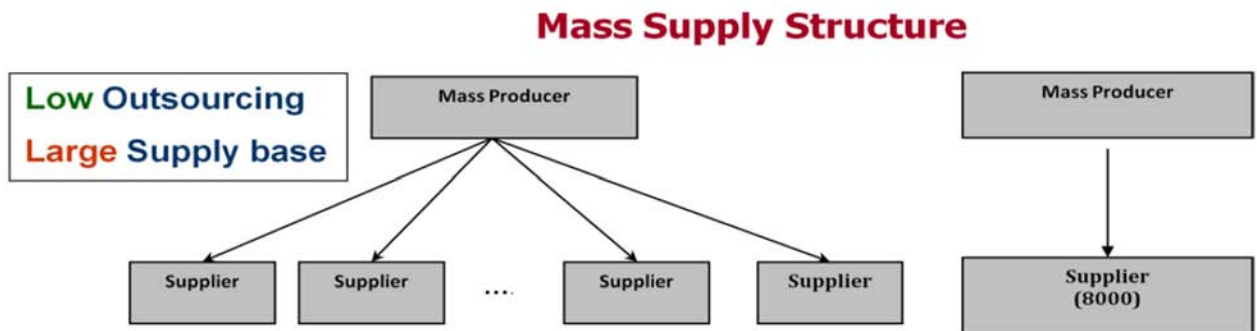 Mass Supply Structure
Low Outsourcing
Large Supply base
Mass Producer
Mass Producer
Supplier
Supplier
....
Supplier
Supplier
Supplier
(8000)